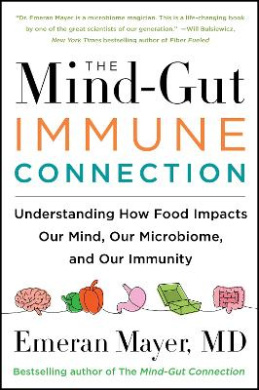 "Dr. Emeran Mayer is a microbiome magician. This is a life-changing book
by one of the great scientists of our generation." —Will Bulsiewicz,
New York Times bestselling author of Fiber Fueled
THE
Mind-Gut
IMMUNE
CONNECTION
Understanding How Food Impacts
Our Mind, Our Microbiome,
and Our Immunity
Emeran Mayer, MD
Bestselling author of The Mind-Gut Connection